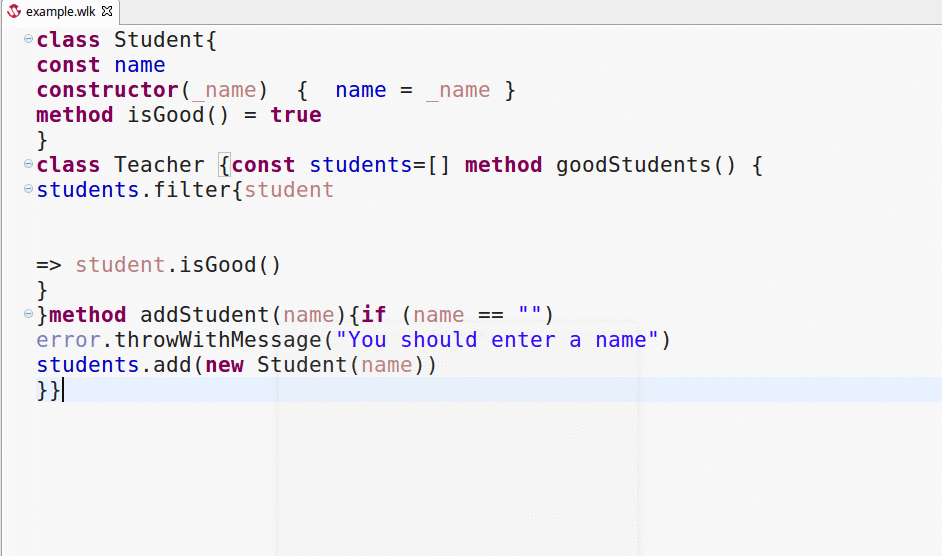 example.wlk
class Student{
const name
constructor(_name)  {  name = _name }
method isGood() = true
}
class Teacher {const students=[] method goodStudents() {
students.filter{student
=> student.isGood()
}
}method addStudent(name){if (name == "")
error.throwWithMessage("You should enter a name")
students.add(new Student(name))
}}